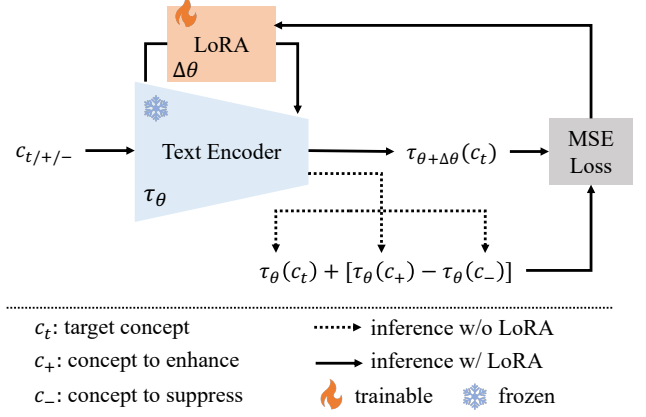 LoRA
Δθ
c_{t/+/-}
Text Encoder
τ_θ
τ_{θ+Δθ}(c_t)
MSE
Loss
τ_θ(c_t) + [τ_θ(c_+) − τ_θ(c_−)]
c_t: target concept
inference w/o LoRA
c_+: concept to enhance
inference w/ LoRA
c_−: concept to suppress
trainable
frozen